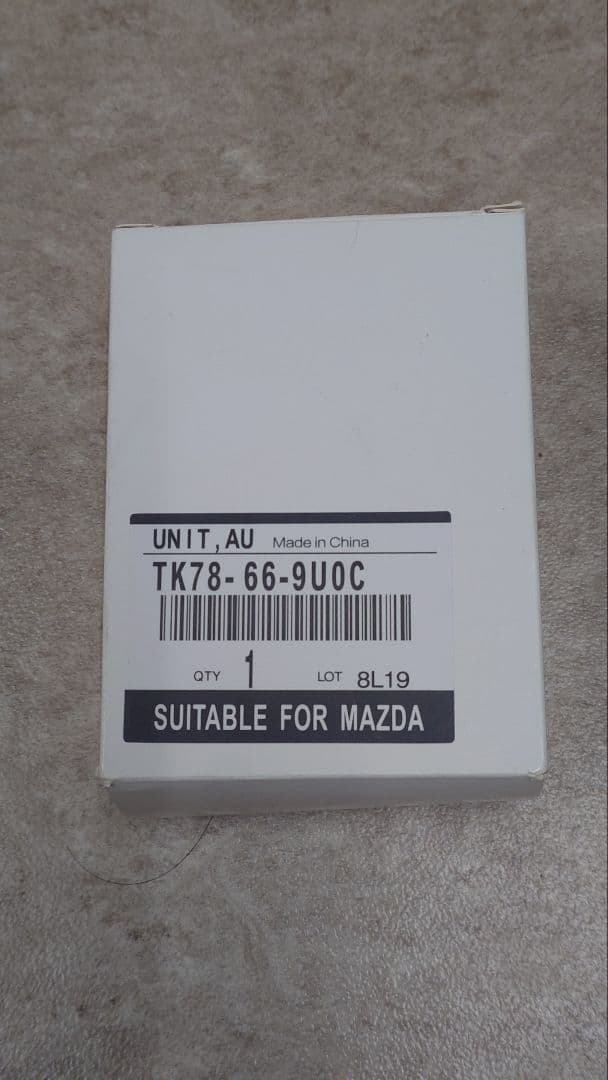 UNIT,AU Made in China
TK78-66-9U0C
QTY 1 LOT 8L19
SUITABLE FOR MAZDA